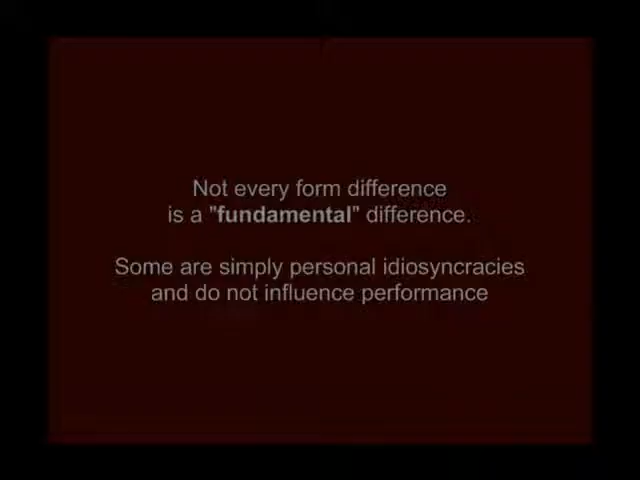 Not every form difference
is a "fundamental" difference.
Some are simply personal idiosyncracies
and do not influence performance